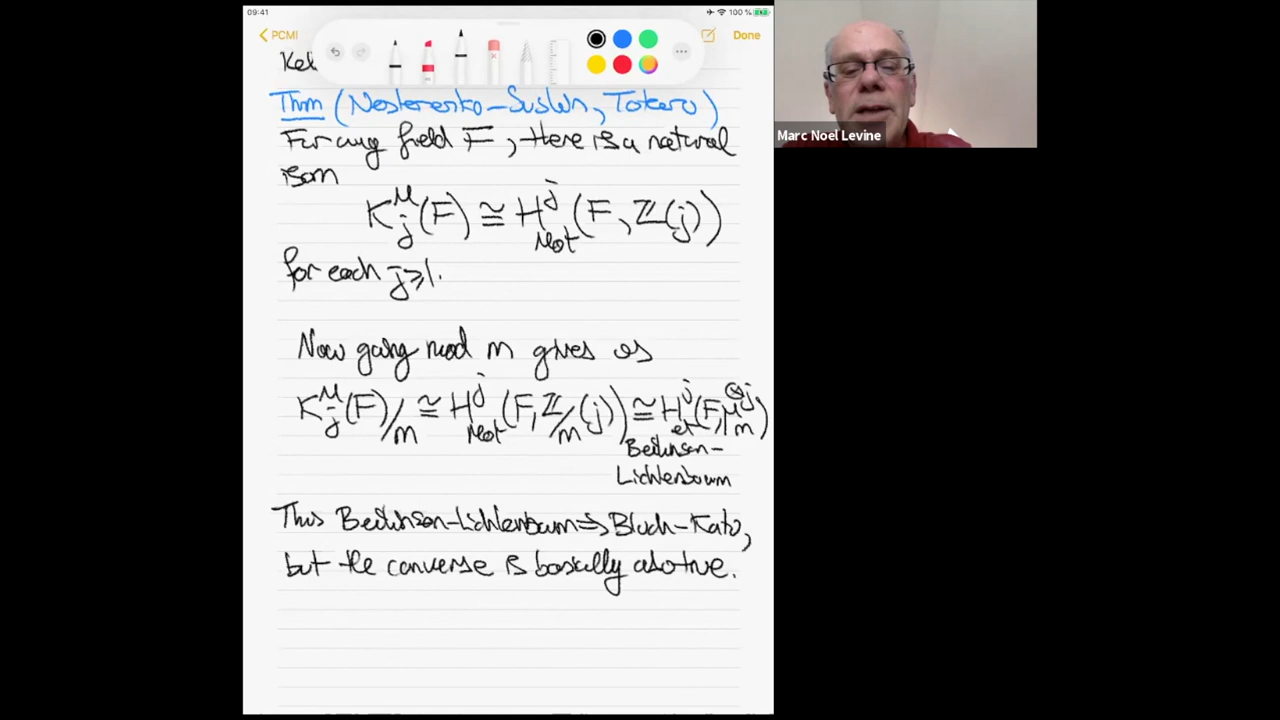 09:41
100 %
PCMI
Done
Kel
Thm (Nesterenko-Suslin, Totaro)
For any field F, there is a natural
isom
K^M_j(F) ≅ H^j_Mot(F, ℤ(j))
for each j≥1.
Now going mod m gives us
K^M_j(F)/m ≅ H^j_Mot(F, ℤ/m(j)) ≅ H^j_et(F, μ_m^⊗j)
Beilinson-
Lichtenbaum
Thus Beilinson-Lichtenbaum ⇒ Bloch-Kato,
but the converse is basically also true.
Marc Noel Levine